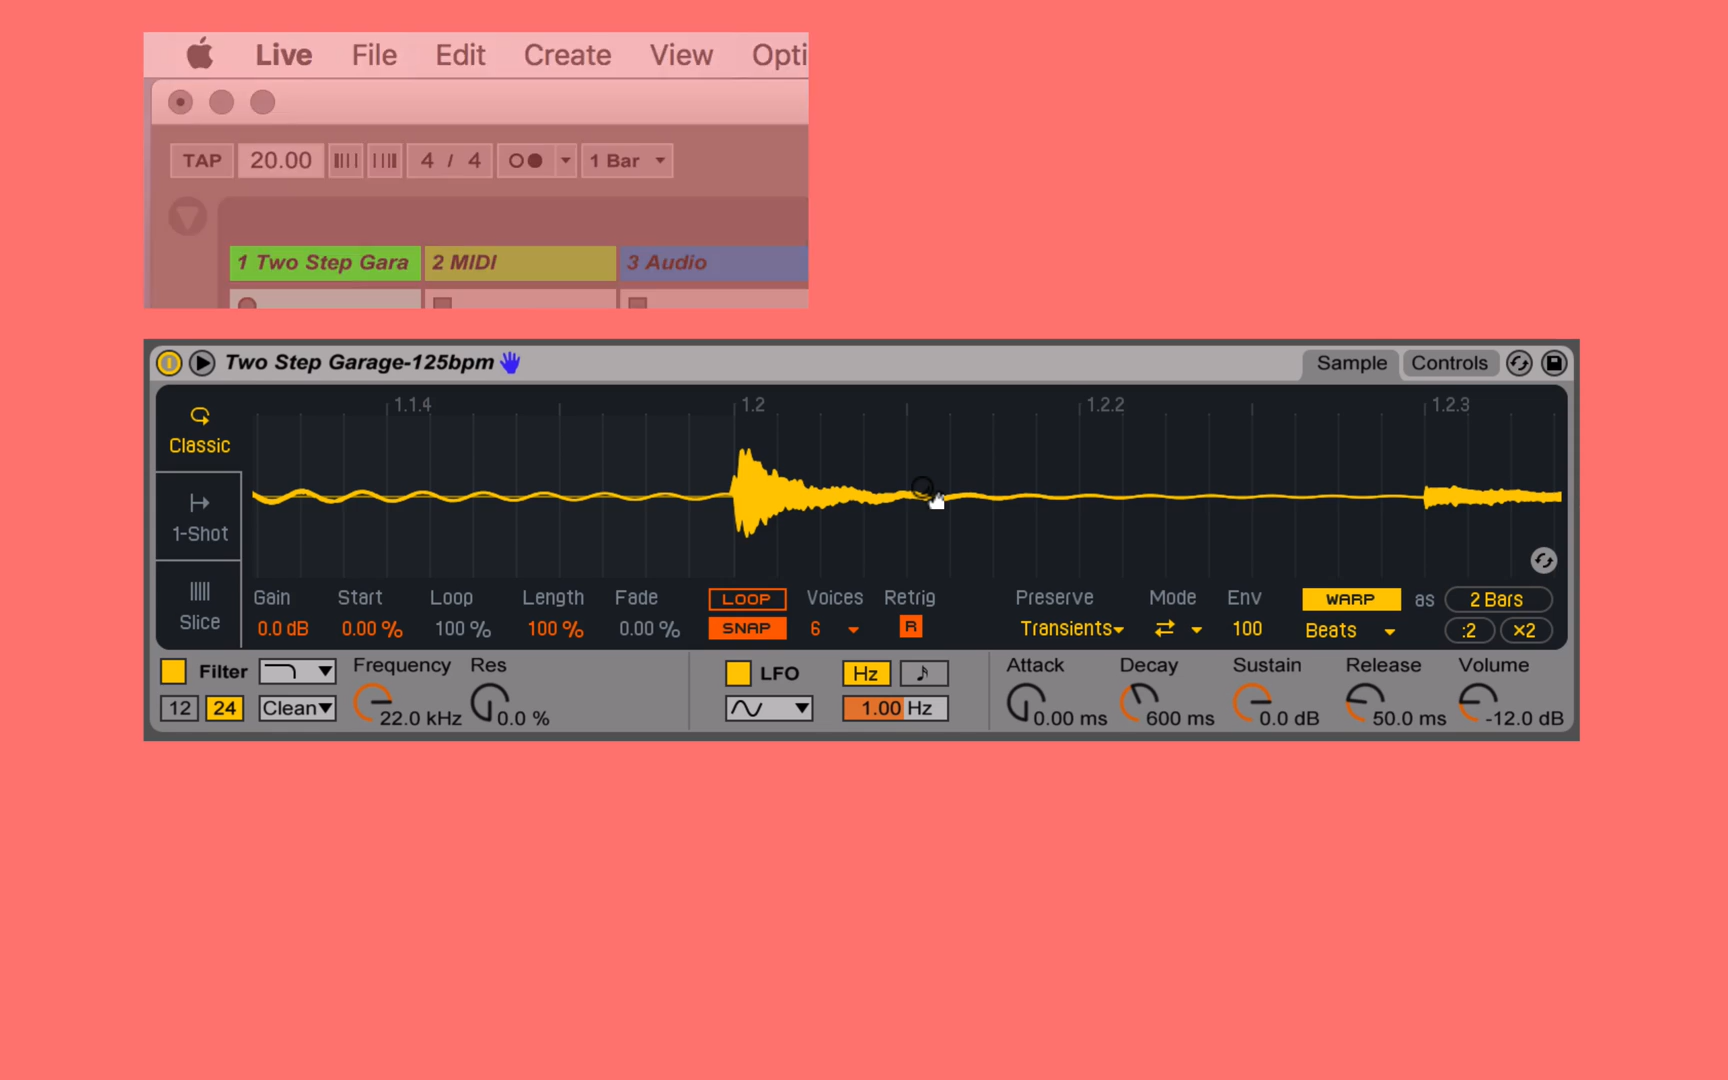 Live File Edit Create View Opti
TAP 20.00 4 / 4 1 Bar
1 Two Step Gara 2 MIDI 3 Audio
Two Step Garage-125bpm Sample Controls
1.1.4 1.2 1.2.2 1.2.3
Classic
1-Shot
Slice
Gain Start Loop Length Fade LOOP Voices Retrig Preserve Mode Env WARP as 2 Bars
0.0 dB 0.00 % 100 % 100 % 0.00 % SNAP 6 R Transients 100 Beats :2 ×2
Filter Frequency Res LFO Hz Attack Decay Sustain Release Volume
12 24 Clean 22.0 kHz 0.0 % 1.00 Hz 0.00 ms 600 ms 0.0 dB 50.0 ms -12.0 dB